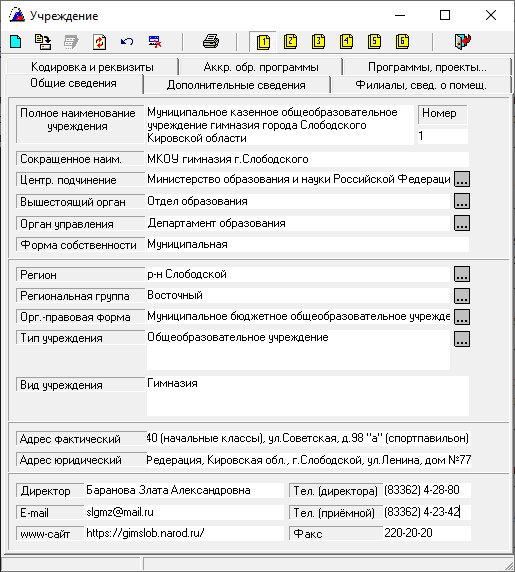 Учреждение
1 2 3 4 5 6
Кодировка и реквизиты Аккр. обр. программы Программы, проекты...
Общие сведения Дополнительные сведения Филиалы, свед. о помещ.
Полное наименование учреждения Муниципальное казенное общеобразовательное учреждение гимназия города Слободского Кировской области Номер 1
Сокращенное наим. МКОУ гимназия г.Слободского
Центр. подчинение Министерство образования и науки Российской Федераци ...
Вышестоящий орган Отдел образования ...
Орган управления Департамент образования ...
Форма собственности Муниципальная
Регион р-н Слободской ...
Региональная группа Восточный ...
Орг.-правовая форма Муниципальное бюджетное общеобразовательное учрежде ...
Тип учреждения Общеобразовательное учреждение ...
Вид учреждения Гимназия
Адрес фактический 40 (начальные классы), ул.Советская, д.98 "а" (спортпавильон)
Адрес юридический Федерация, Кировская обл., г.Слободской, ул.Ленина, дом №77
Директор Баранова Злата Александровна Тел. (директора) (83362) 4-28-80
E-mail slgmz@mail.ru Тел. (приёмной) (83362) 4-23-42
www-сайт https://gimslob.narod.ru/ Факс 220-20-20